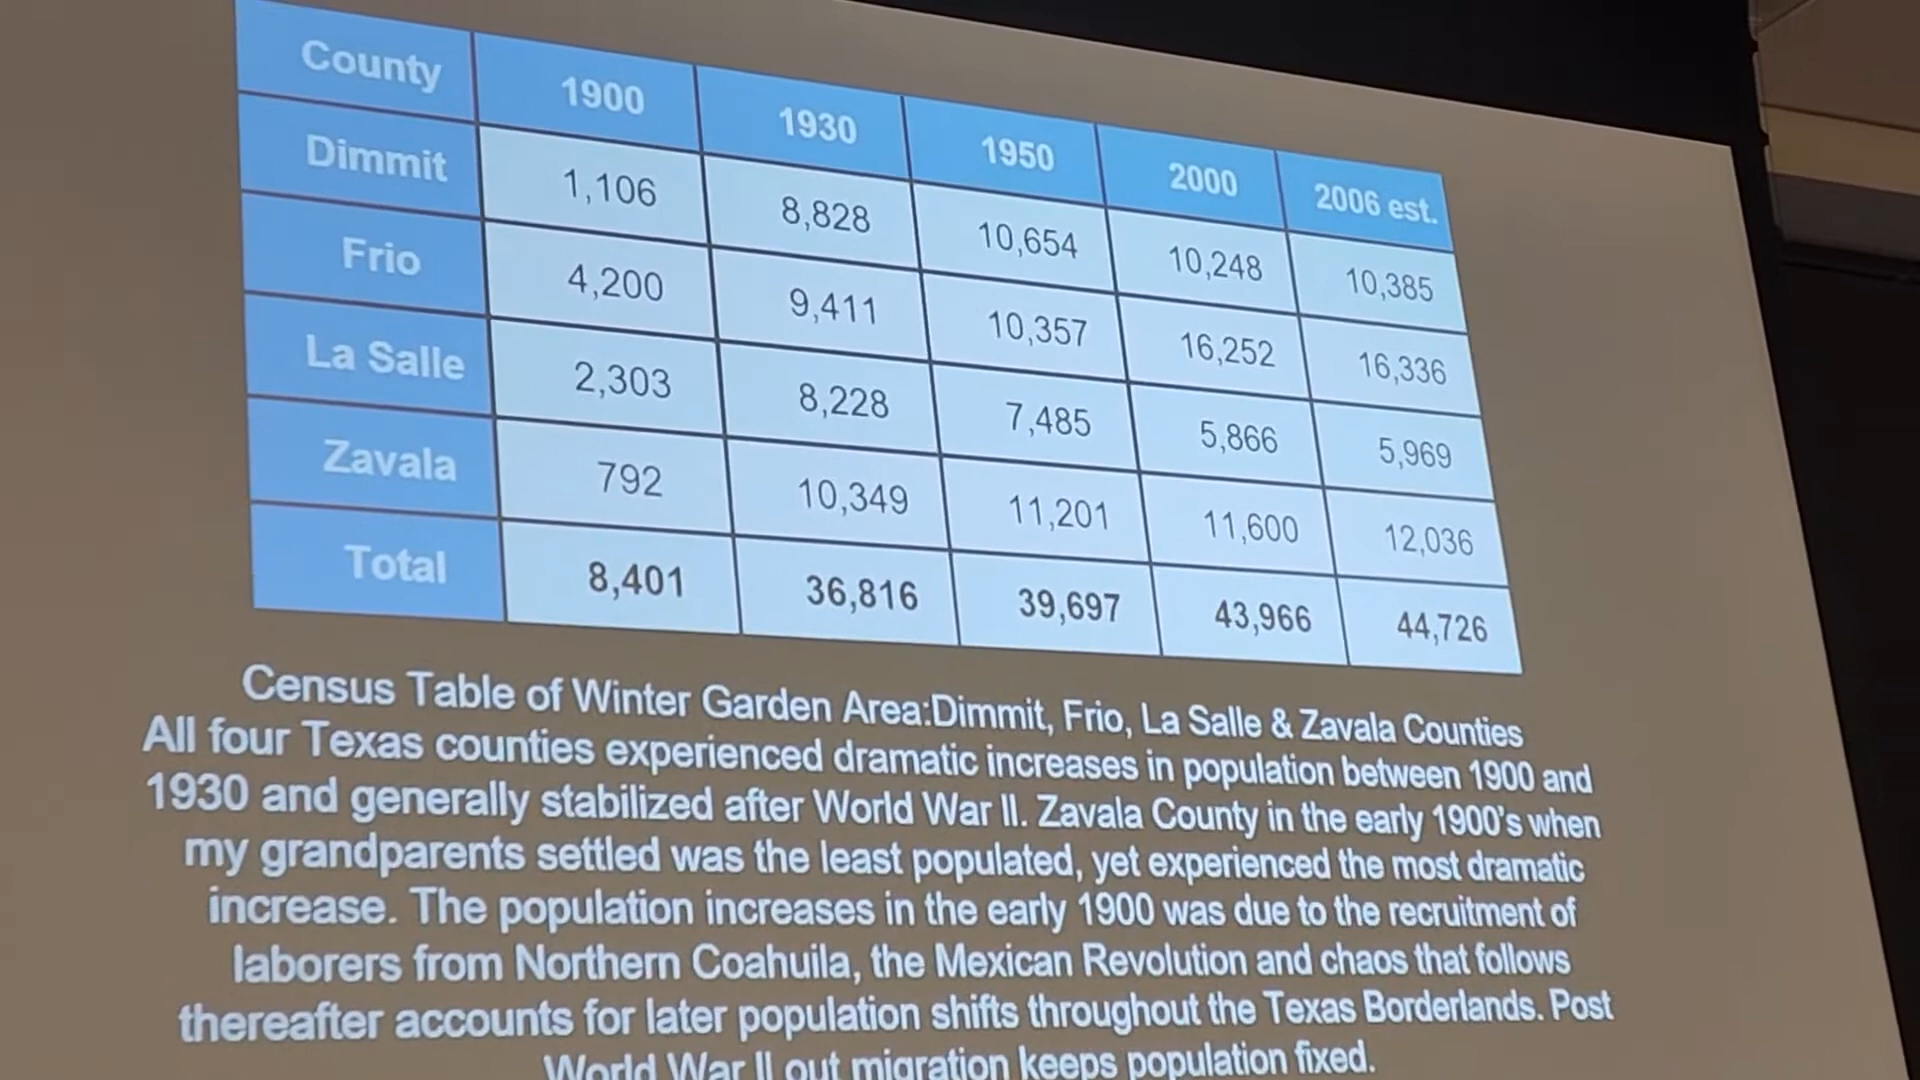 County 1900 1930 1950 2000 2006 est.
Dimmit 1,106 8,828 10,654 10,248 10,385
Frio 4,200 9,411 10,357 16,252 16,336
La Salle 2,303 8,228 7,485 5,866 5,969
Zavala 792 10,349 11,201 11,600 12,036
Total 8,401 36,816 39,697 43,966 44,726
Census Table of Winter Garden Area:Dimmit, Frio, La Salle & Zavala Counties
All four Texas counties experienced dramatic increases in population between 1900 and
1930 and generally stabilized after World War II. Zavala County in the early 1900's when
my grandparents settled was the least populated, yet experienced the most dramatic
increase. The population increases in the early 1900 was due to the recruitment of
laborers from Northern Coahuila, the Mexican Revolution and chaos that follows
thereafter accounts for later population shifts throughout the Texas Borderlands. Post
World War II out migration keeps population fixed.